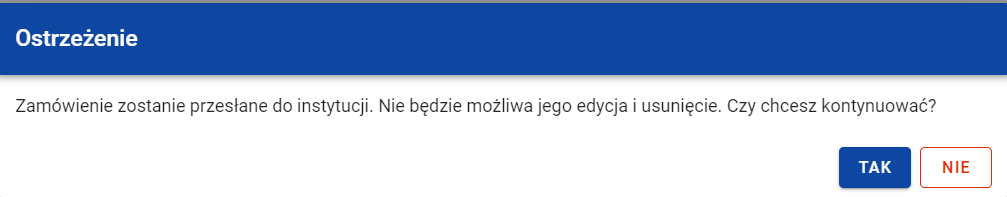 Ostrzeżenie
Zamówienie zostanie przesłane do instytucji. Nie będzie możliwa jego edycja i usunięcie. Czy chcesz kontynuować?
TAK NIE